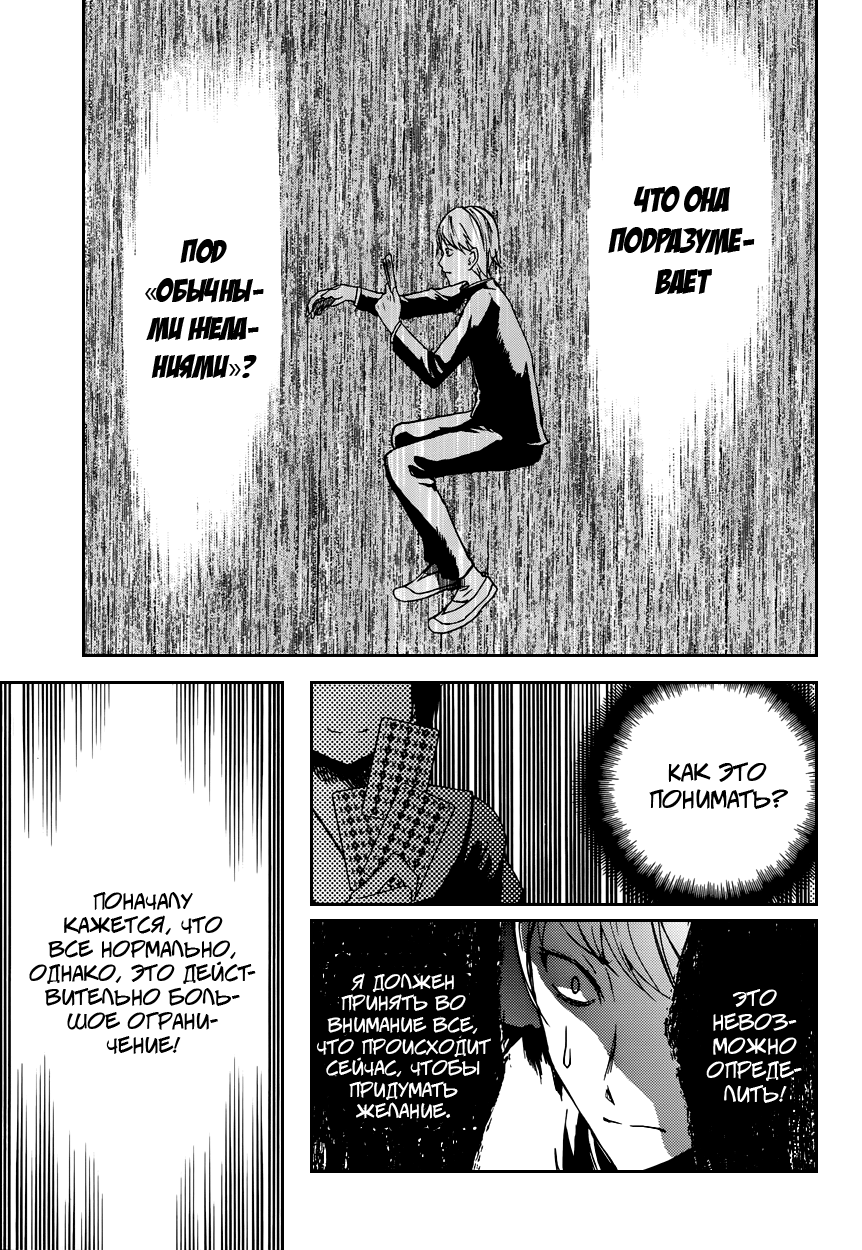 ЧТО ОНА
ПОДРАЗУМЕ-
ВАЕТ
ПОД
«ОБЫЧНЫ-
МИ ЖЕЛА-
НИЯМИ»?
КАК ЭТО
ПОНИМАТЬ?
ЭТО
НЕВОЗ-
МОЖНО
ОПРЕДЕ-
ЛИТЬ!
Я ДОЛЖЕН
ПРИНЯТЬ ВО
ВНИМАНИЕ ВСЕ,
ЧТО ПРОИСХОДИТ
СЕЙЧАС, ЧТОБЫ
ПРИДУМАТЬ
ЖЕЛАНИЕ.
ПОНАЧАЛУ
КАЖЕТСЯ, ЧТО
ВСЕ НОРМАЛЬНО,
ОДНАКО, ЭТО ДЕЙСТ-
ВИТЕЛЬНО БОЛЬ-
ШОЕ ОГРАНИ-
ЧЕНИЕ!